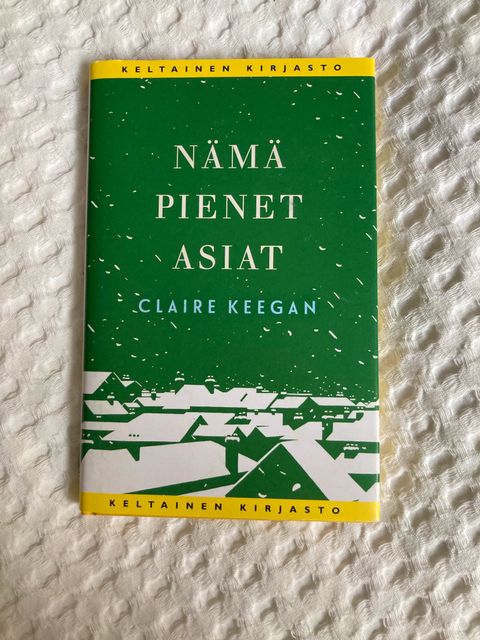 KELTAINEN KIRJASTO
NÄMÄ
PIENET
ASIAT
CLAIRE KEEGAN
KELTAINEN KIRJASTO